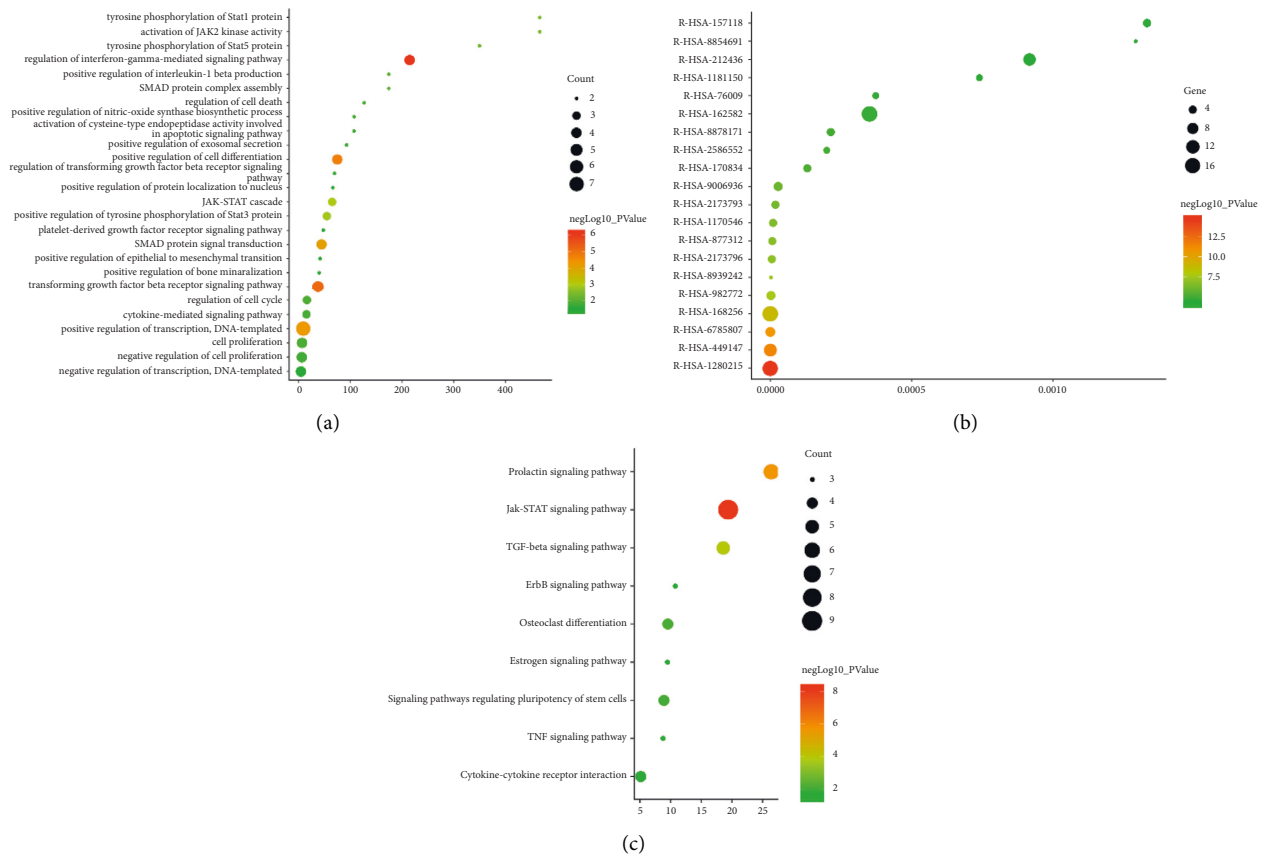 tyrosine phosphorylation of Stat1 protein
activation of JAK2 kinase activity
tyrosine phosphorylation of Stat5 protein
regulation of interferon-gamma-mediated signaling pathway
positive regulation of interleukin-1 beta production
SMAD protein complex assembly
regulation of cell death
positive regulation of nitric-oxide synthase biosynthetic process
activation of cysteine-type endopeptidase activity involved
in apoptotic signaling pathway
positive regulation of exosomal secretion
positive regulation of cell differentiation
regulation of transforming growth factor beta receptor signaling
pathway
positive regulation of protein localization to nucleus
JAK-STAT cascade
positive regulation of tyrosine phosphorylation of Stat3 protein
platelet-derived growth factor receptor signaling pathway
SMAD protein signal transduction
positive regulation of epithelial to mesenchymal transition
positive regulation of bone minaralization
transforming growth factor beta receptor signaling pathway
regulation of cell cycle
cytokine-mediated signaling pathway
positive regulation of transcription, DNA-templated
cell proliferation
negative regulation of cell proliferation
negative regulation of transcription, DNA-templated
0 100 200 300 400
Count
2
3
4
5
6
7
negLog10_PValue
6
5
4
3
2
(a)
R-HSA-157118
R-HSA-8854691
R-HSA-212436
R-HSA-1181150
R-HSA-76009
R-HSA-162582
R-HSA-8878171
R-HSA-2586552
R-HSA-170834
R-HSA-9006936
R-HSA-2173793
R-HSA-1170546
R-HSA-877312
R-HSA-2173796
R-HSA-8939242
R-HSA-982772
R-HSA-168256
R-HSA-6785807
R-HSA-449147
R-HSA-1280215
0.0000 0.0005 0.0010
Gene
4
8
12
16
negLog10_PValue
12.5
10.0
7.5
(b)
Prolactin signaling pathway
Jak-STAT signaling pathway
TGF-beta signaling pathway
ErbB signaling pathway
Osteoclast differentiation
Estrogen signaling pathway
Signaling pathways regulating pluripotency of stem cells
TNF signaling pathway
Cytokine-cytokine receptor interaction
5 10 15 20 25
Count
3
4
5
6
7
8
9
negLog10_PValue
8
6
4
2
(c)